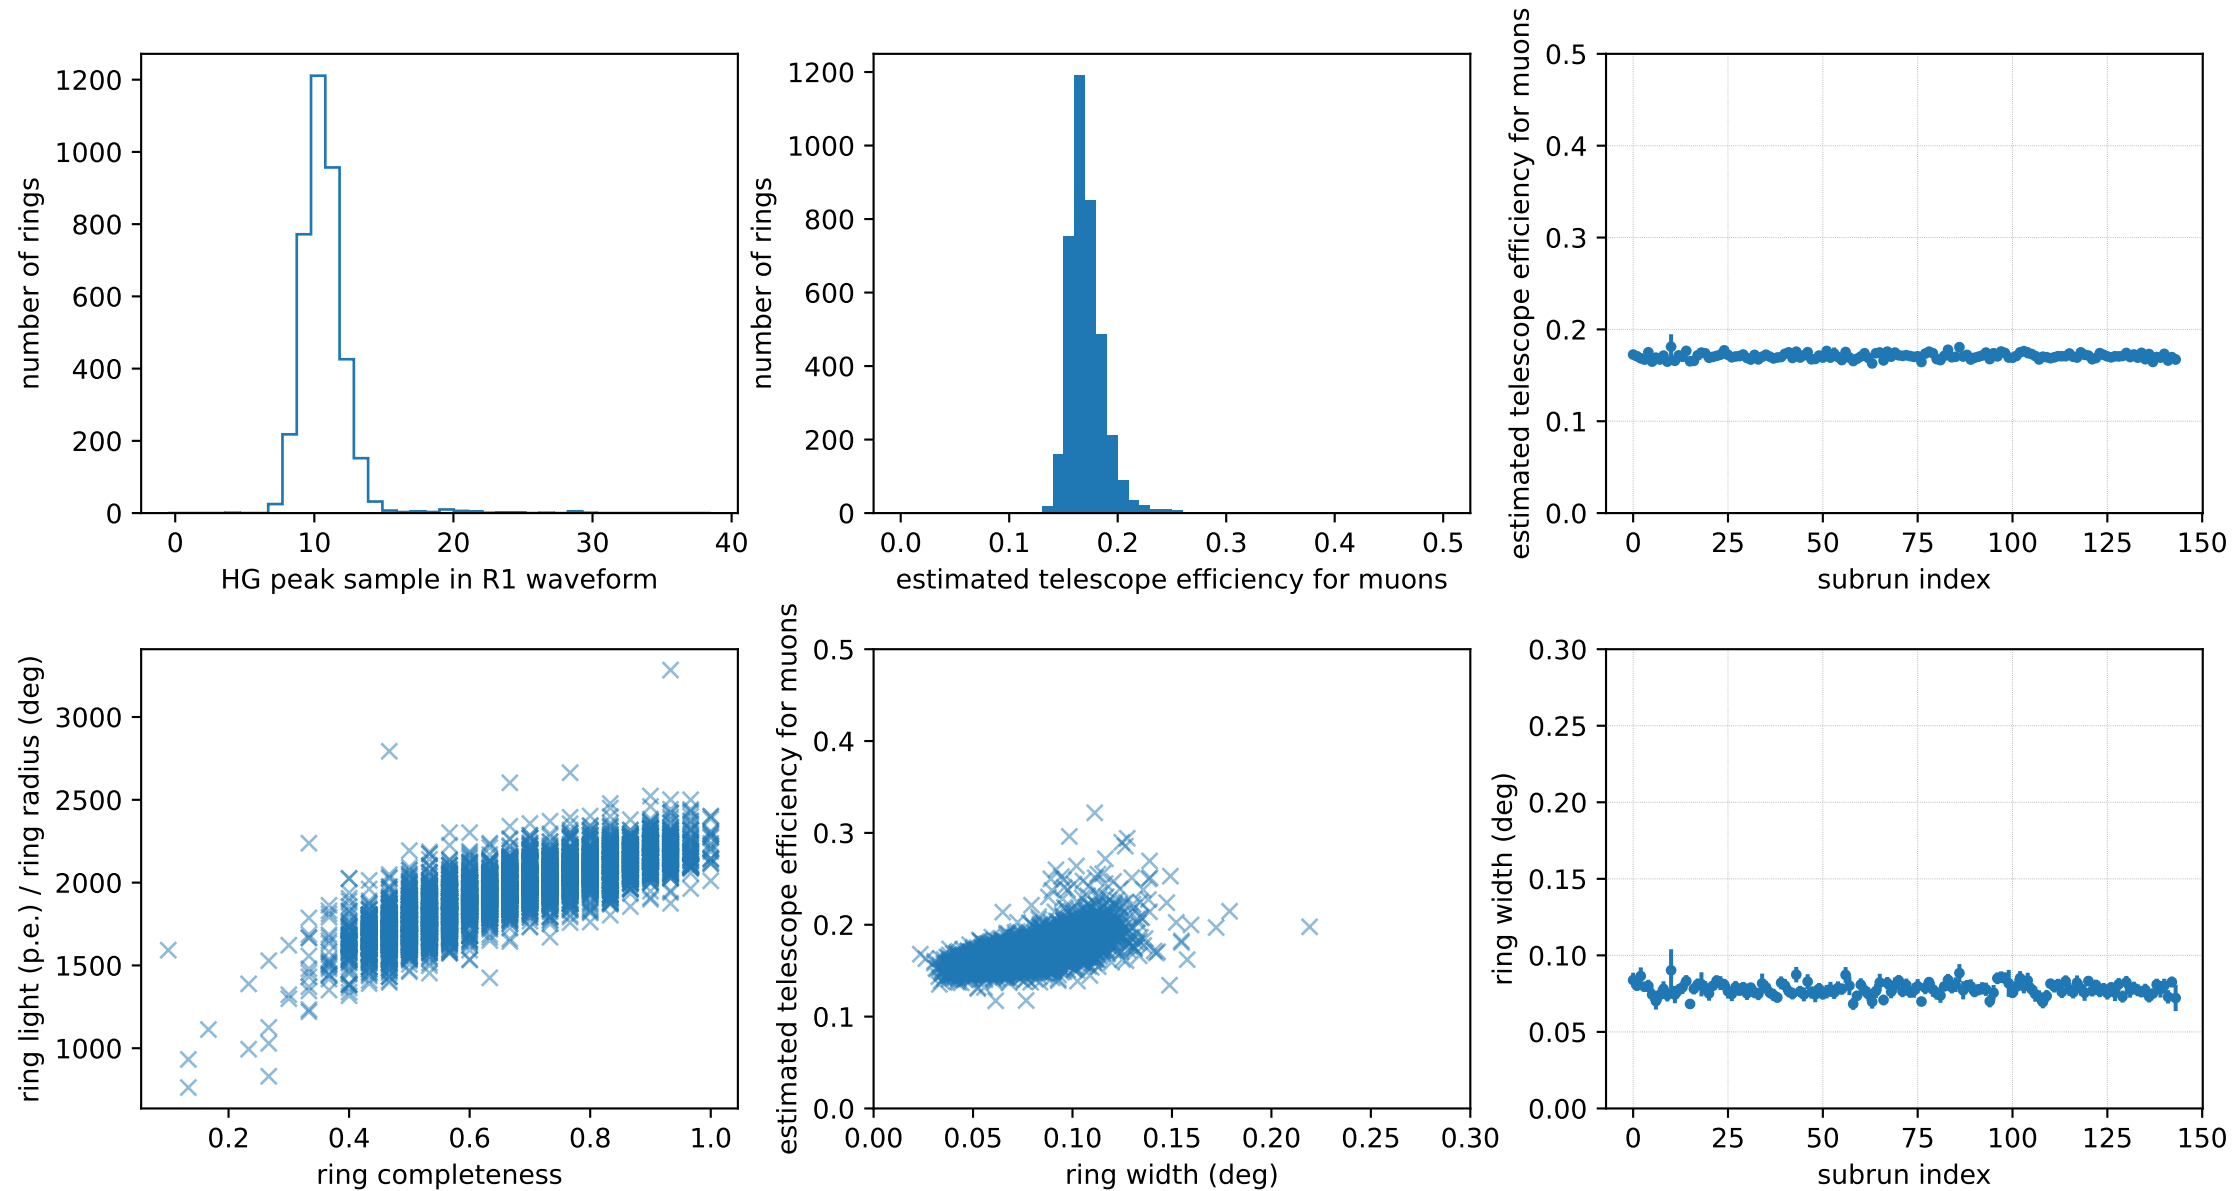 1200
1000
800
600
400
200
0
number of rings
0 10 20 30 40
HG peak sample in R1 waveform
1200
1000
800
600
400
200
0
number of rings
0.0 0.1 0.2 0.3 0.4 0.5
estimated telescope efficiency for muons
0.5
0.4
0.3
0.2
0.1
0.0
estimated telescope efficiency for muons
0 25 50 75 100 125 150
subrun index
3000
2500
2000
1500
1000
ring light (p.e.) / ring radius (deg)
0.2 0.4 0.6 0.8 1.0
ring completeness
0.5
0.4
0.3
0.2
0.1
0.0
estimated telescope efficiency for muons
0.00 0.05 0.10 0.15 0.20 0.25 0.30
ring width (deg)
0.30
0.25
0.20
0.15
0.10
0.05
0.00
ring width (deg)
0 25 50 75 100 125 150
subrun index